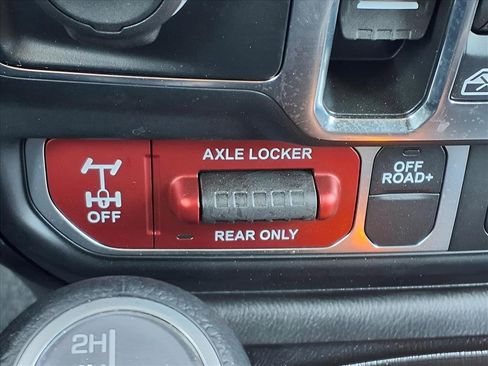 AXLE LOCKER
OFF
REAR ONLY
OFF
ROAD+
2H